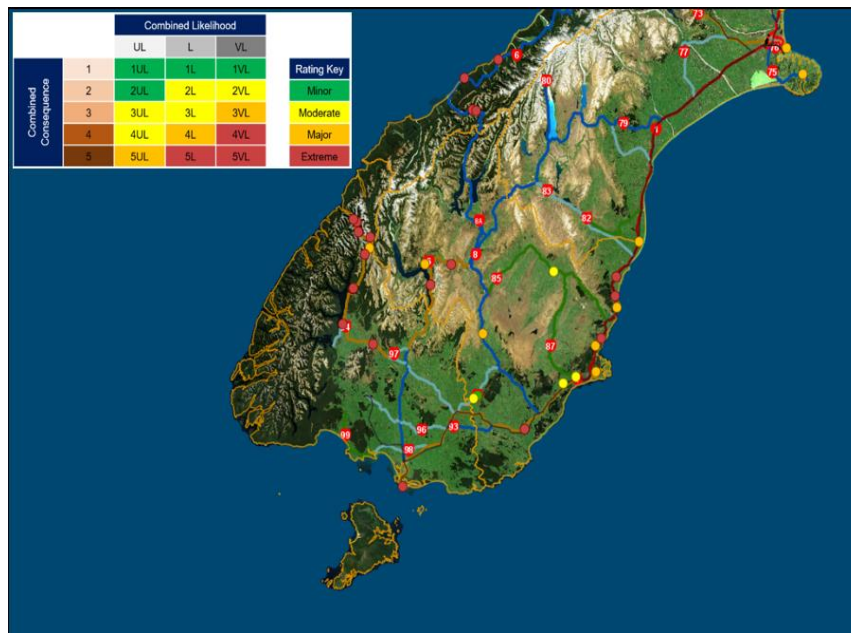 Combined Likelihood
UL L VL
Combined Consequence
1 1UL 1L 1VL
2 2UL 2L 2VL
3 3UL 3L 3VL
4 4UL 4L 4VL
5 5UL 5L 5VL
Rating Key
Minor
Moderate
Major
Extreme
73
6
77
76
75
80
79
1
83
82
8A
8
85
87
97
96
93
99
98